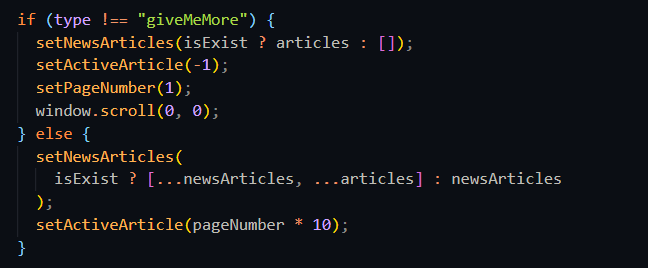 if (type !== "giveMeMore") {
  setNewsArticles(isExist ? articles : []);
  setActiveArticle(-1);
  setPageNumber(1);
  window.scroll(0, 0);
} else {
  setNewsArticles(
    isExist ? [...newsArticles, ...articles] : newsArticles
  );
  setActiveArticle(pageNumber * 10);
}